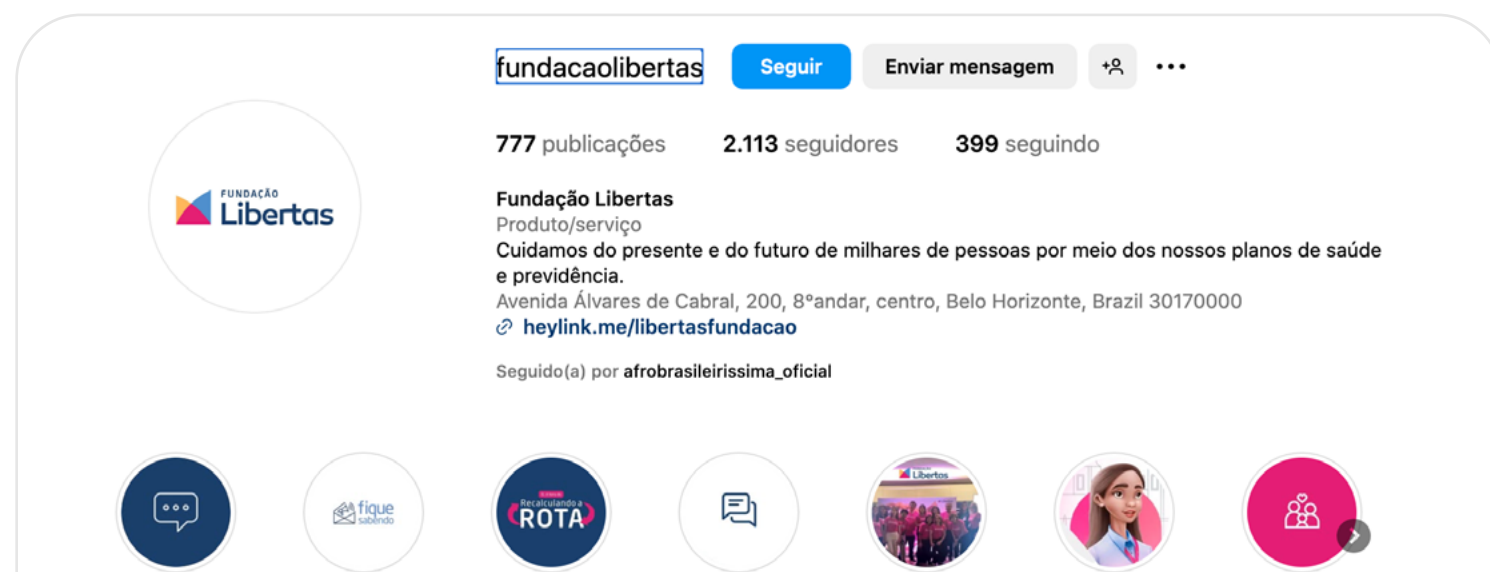 fundacaolibertas Seguir Enviar mensagem
777 publicações 2.113 seguidores 399 seguindo
FUNDAÇÃO
Libertas
Fundação Libertas
Produto/serviço
Cuidamos do presente e do futuro de milhares de pessoas por meio dos nossos planos de saúde
e previdência.
Avenida Álvares de Cabral, 200, 8°andar, centro, Belo Horizonte, Brazil 30170000
heylink.me/libertasfundacao
Seguido(a) por afrobrasileirissima_oficial
fique
sabendo
Recalculando a
ROTA
Libertas